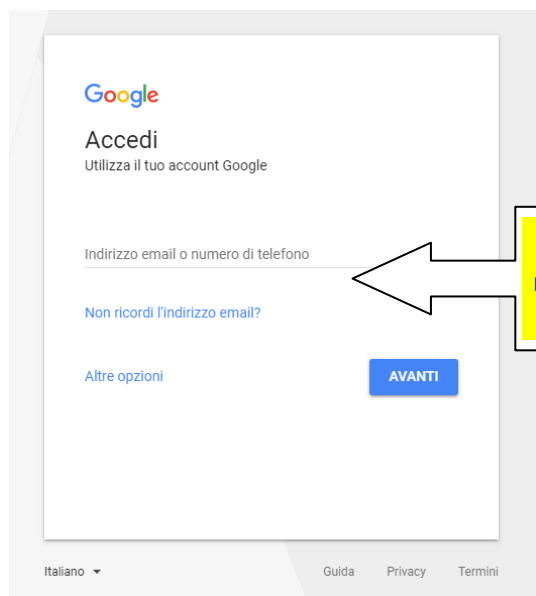 Google
Accedi
Utilizza il tuo account Google
Indirizzo email o numero di telefono
Non ricordi l'indirizzo email?
Altre opzioni
AVANTI
Italiano
Guida Privacy Termini